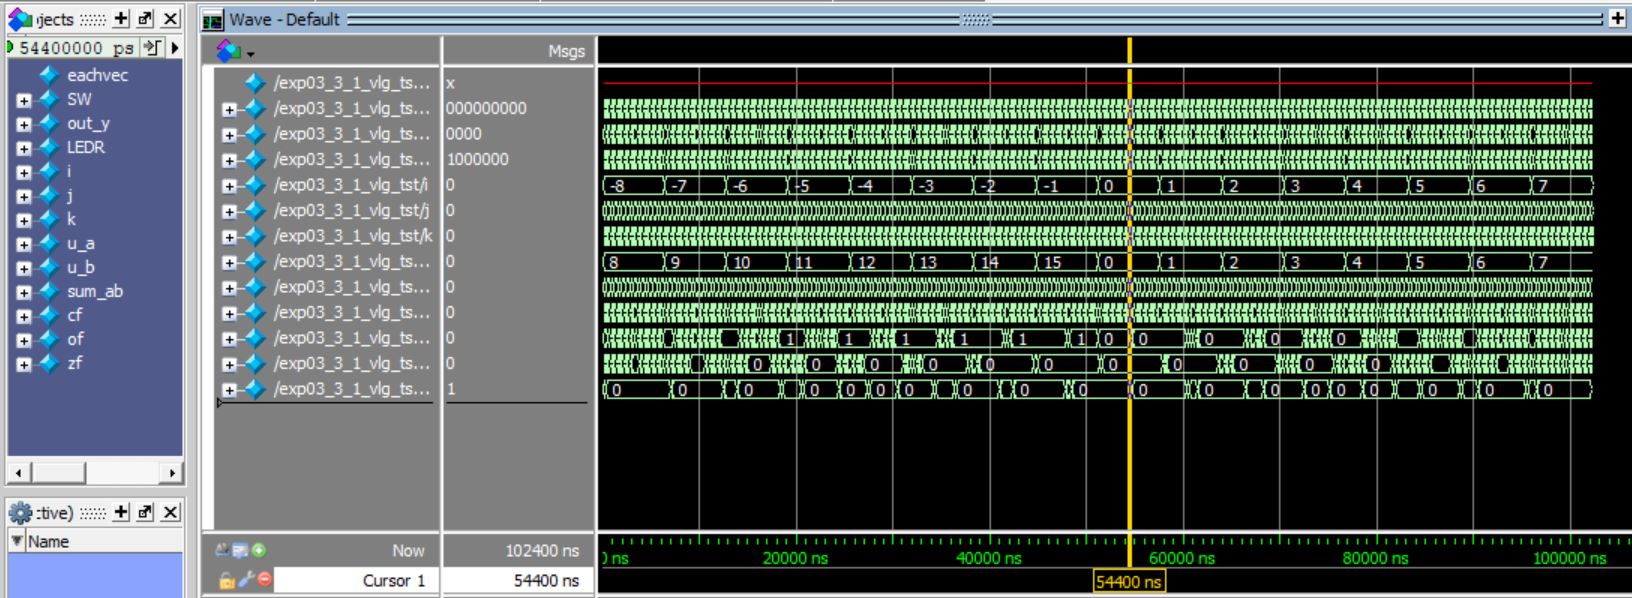 jects
Wave - Default
54400000 ps
Msgs
eachvec
SW
out_y
LEDR
i
j
k
u_a
u_b
sum_ab
cf
of
zf
/exp03_3_1_vlg_ts... x
/exp03_3_1_vlg_ts... 000000000
/exp03_3_1_vlg_ts... 0000
/exp03_3_1_vlg_ts... 1000000
/exp03_3_1_vlg_tst/i 0 -8 -7 -6 -5 -4 -3 -2 -1 0 1 2 3 4 5 6 7
/exp03_3_1_vlg_tst/j 0
/exp03_3_1_vlg_tst/k 0
/exp03_3_1_vlg_ts... 0 8 9 10 11 12 13 14 15 0 1 2 3 4 5 6 7
/exp03_3_1_vlg_ts... 0
/exp03_3_1_vlg_ts... 0
/exp03_3_1_vlg_ts... 0 1 1 1 1 1 1 0 0 0 0 0
/exp03_3_1_vlg_ts... 0 0 0 0 0 0 0 0 0 0 0 0
/exp03_3_1_vlg_ts... 1 0 0 0 0 0 0 0 0 0 0 0 0 0 0 0 0 0 0 0
:tive)
Name
Now 102400 ns
) ns 20000 ns 40000 ns 60000 ns 80000 ns 100000 ns
Cursor 1 54400 ns 54400 ns